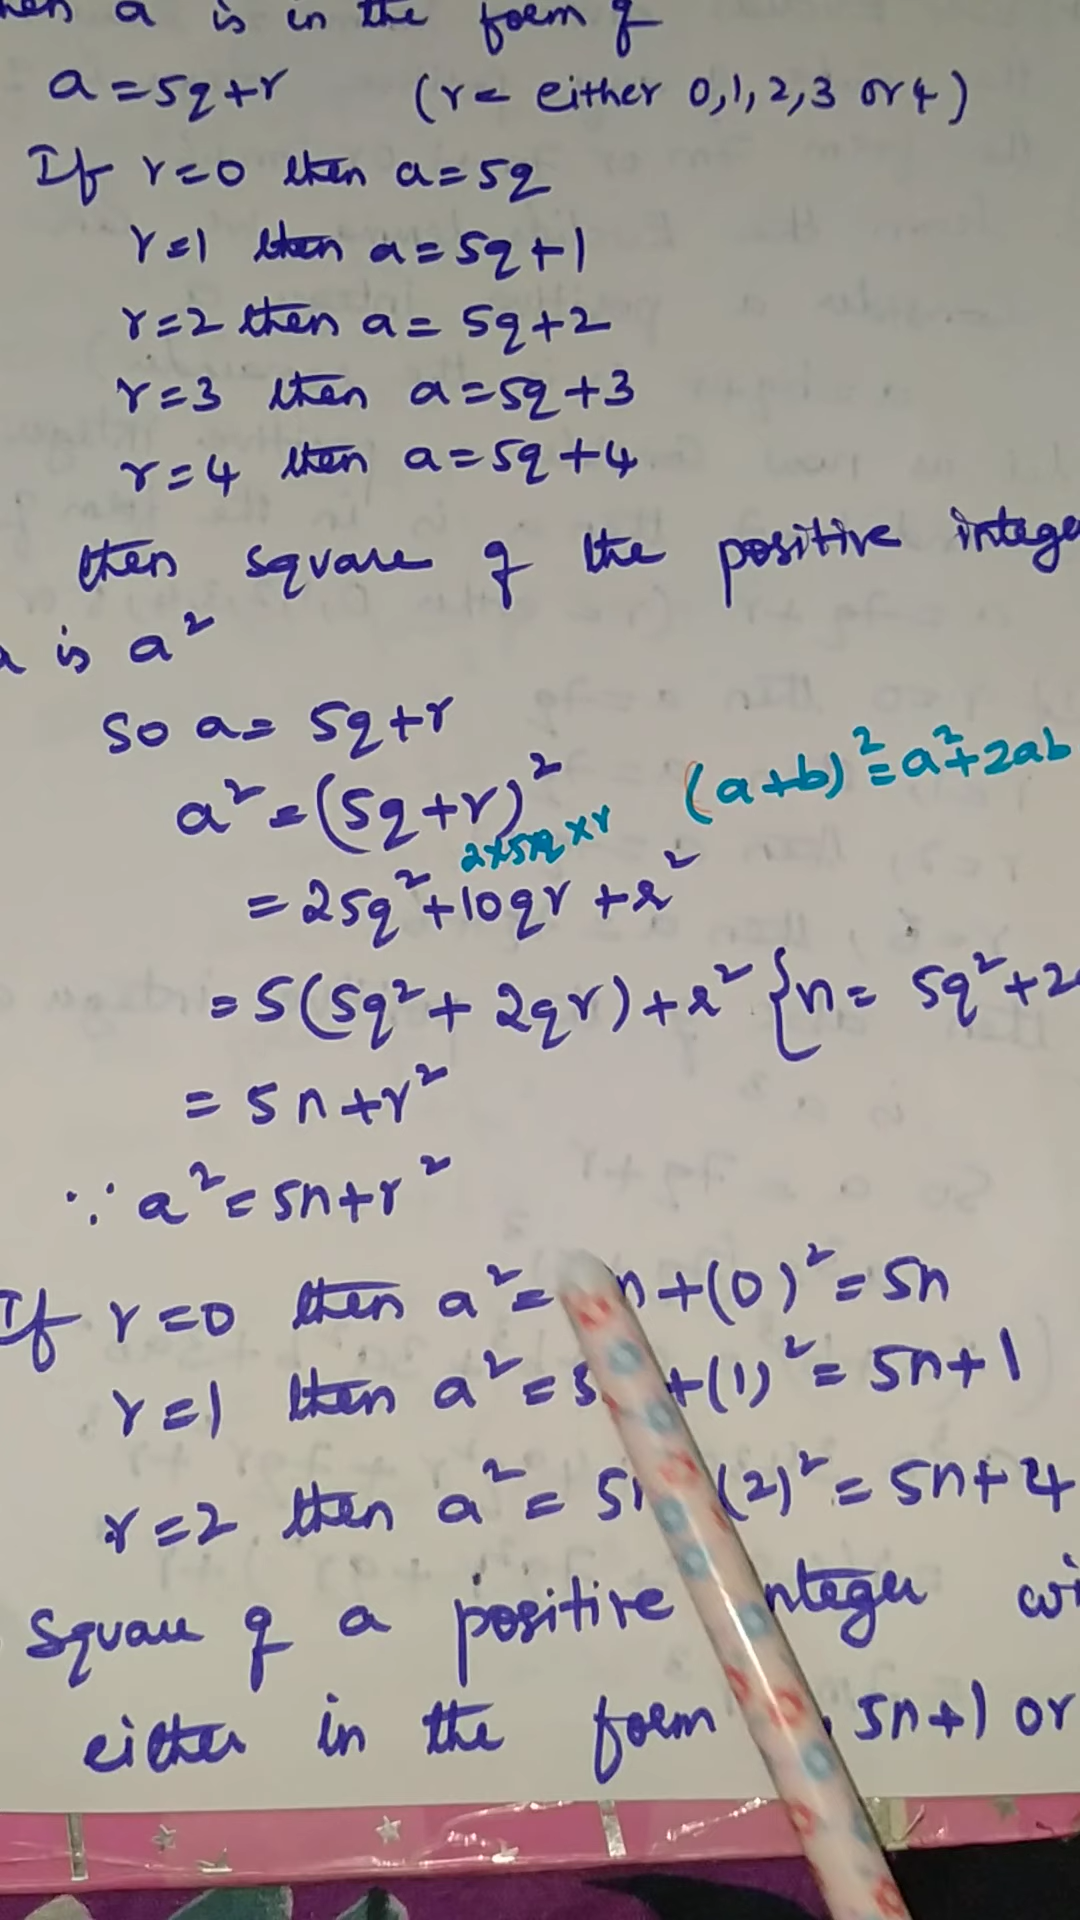 a is in the form of
a = 5q+r (r = either 0,1,2,3 or 4)
If r=0 then a=5q
r=1 then a=5q+1
r=2 then a= 5q+2
r=3 then a=5q+3
r=4 then a=5q+4
then square of the positive intege
is a²
So a= 5q+r
a² = (5q+r)² (a+b)²=a²+2ab
2×5q×r
= 25q²+10qr+r²
= 5(5q²+ 2qr)+r² {n= 5q²+2
= 5n+r²
∵ a²=5n+r²
If r=0 then a²= n+(0)²=5n
r=1 then a²=5 +(1)²=5n+1
r=2 then a²= 5n (2)²=5n+4
Square of a positive integer wi
either in the form , 5n+1 or